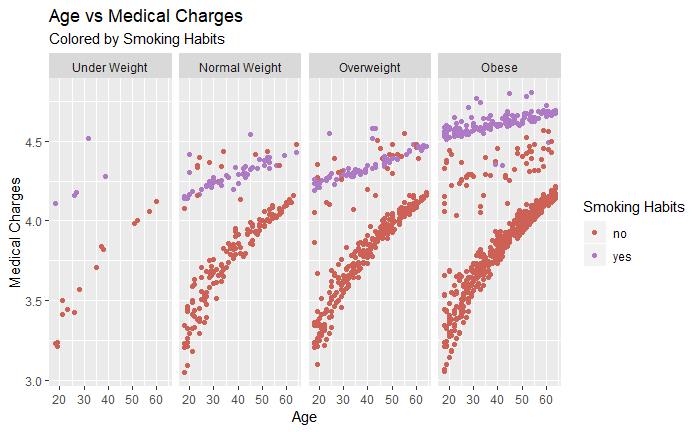 Age vs Medical Charges
Colored by Smoking Habits
Under Weight Normal Weight Overweight Obese
4.5
4.0
3.5
3.0
Medical Charges
20 30 40 50 60 20 30 40 50 60 20 30 40 50 60 20 30 40 50 60
Age
Smoking Habits
no
yes